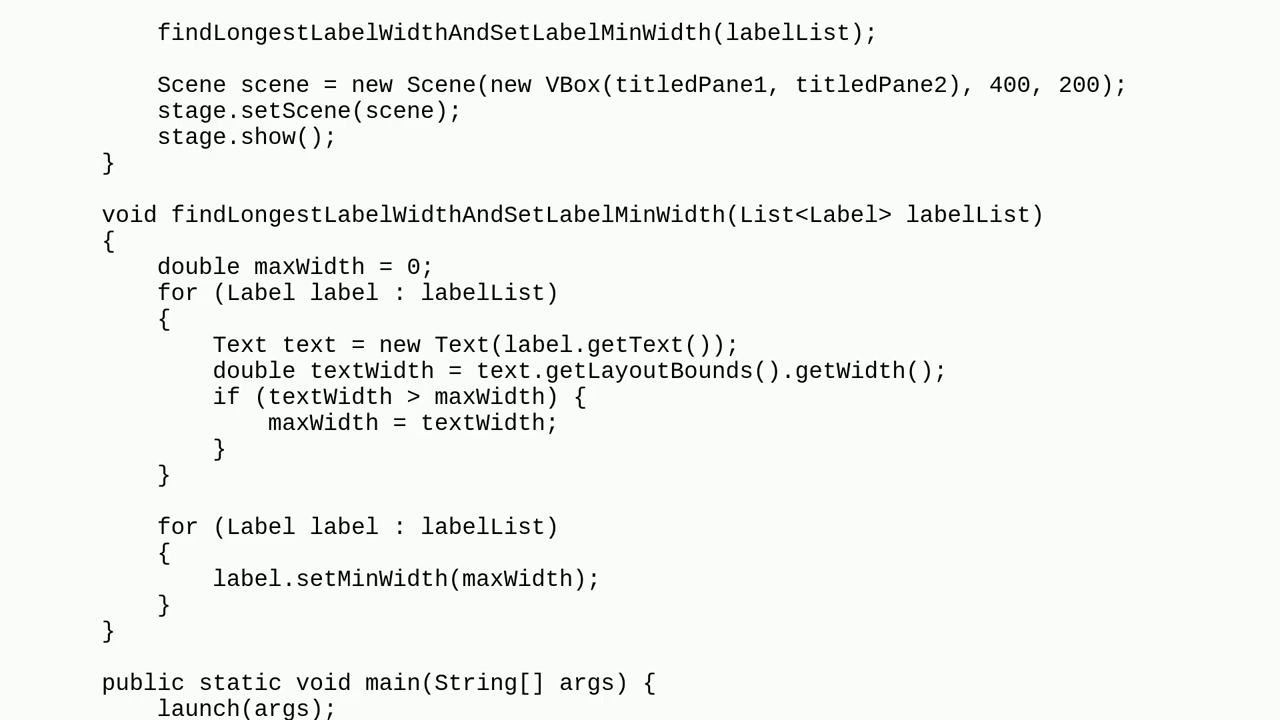 findLongestLabelWidthAndSetLabelMinWidth(labelList);
Scene scene = new Scene(new VBox(titledPane1, titledPane2), 400, 200);
stage.setScene(scene);
stage.show();
}
void findLongestLabelWidthAndSetLabelMinWidth(List<Label> labelList)
{
double maxWidth = 0;
for (Label label : labelList)
{
Text text = new Text(label.getText());
double textWidth = text.getLayoutBounds().getWidth();
if (textWidth > maxWidth) {
maxWidth = textWidth;
}
}
for (Label label : labelList)
{
label.setMinWidth(maxWidth);
}
}
public static void main(String[] args) {
launch(args);